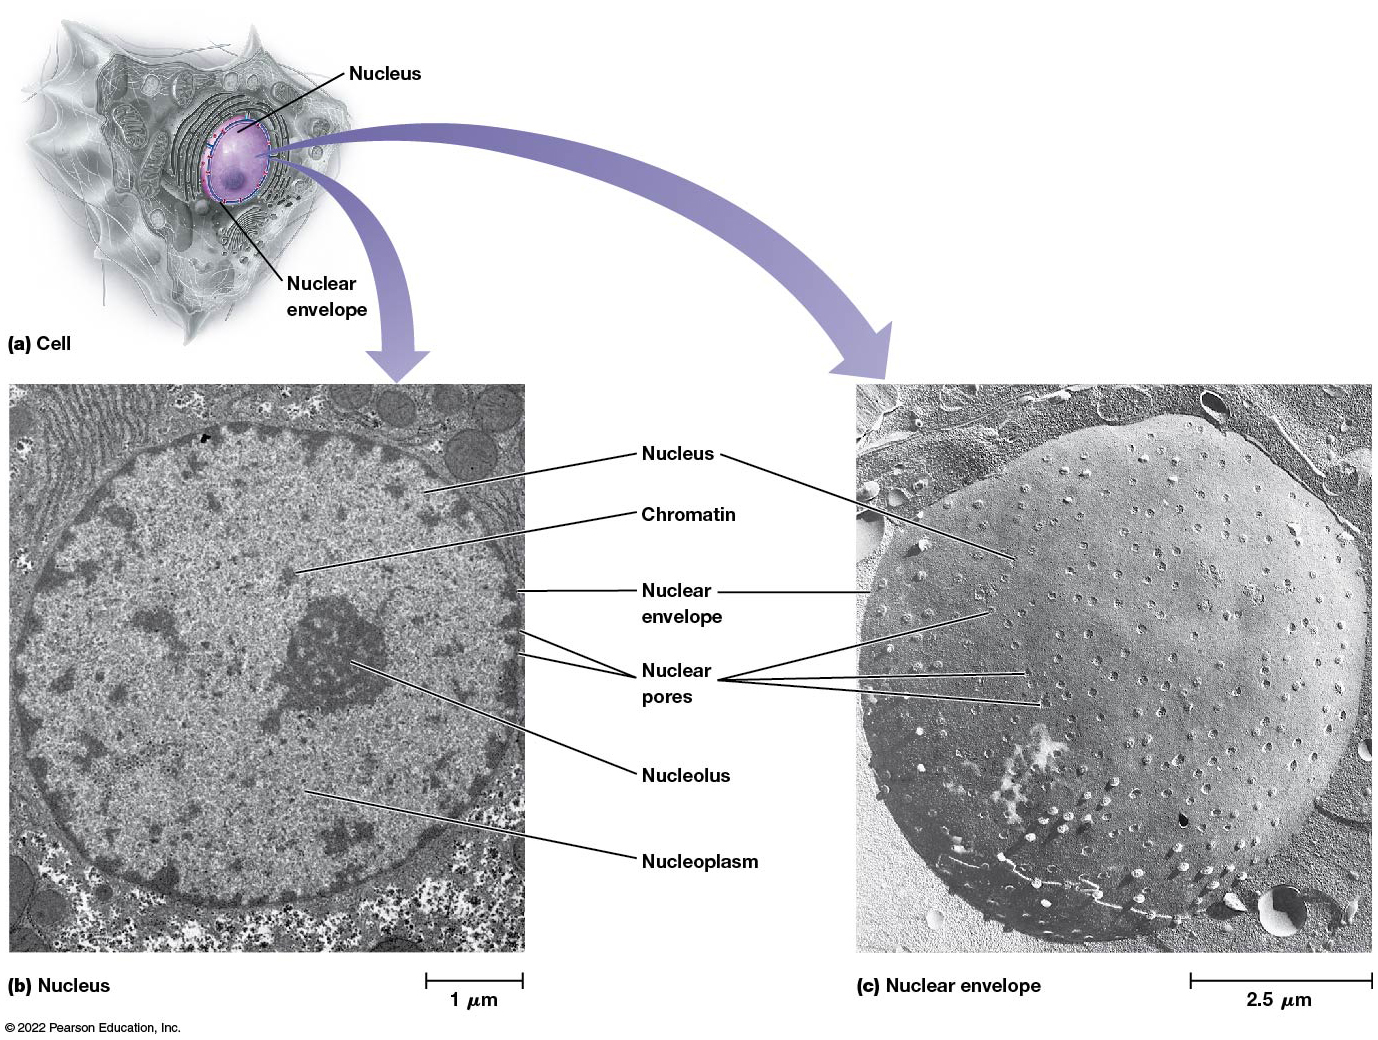 Nucleus
Nuclear
envelope
(a) Cell
Nucleus
Chromatin
Nuclear
envelope
Nuclear
pores
Nucleolus
Nucleoplasm
(b) Nucleus
1 μm
(c) Nuclear envelope
2.5 μm
© 2022 Pearson Education, Inc.